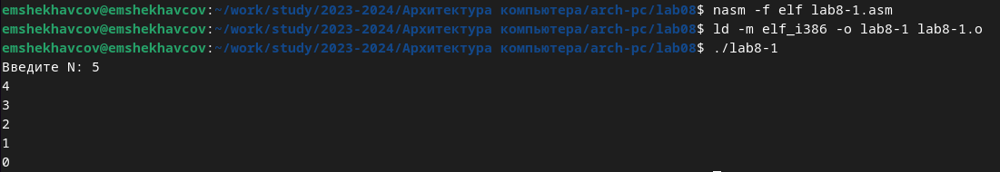 emshekhavcov@emshekhavcov:~/work/study/2023-2024/Архитектура компьютера/arch-pc/lab08$ nasm -f elf lab8-1.asm
emshekhavcov@emshekhavcov:~/work/study/2023-2024/Архитектура компьютера/arch-pc/lab08$ ld -m elf_i386 -o lab8-1 lab8-1.o
emshekhavcov@emshekhavcov:~/work/study/2023-2024/Архитектура компьютера/arch-pc/lab08$ ./lab8-1
Введите N: 5
4
3
2
1
0